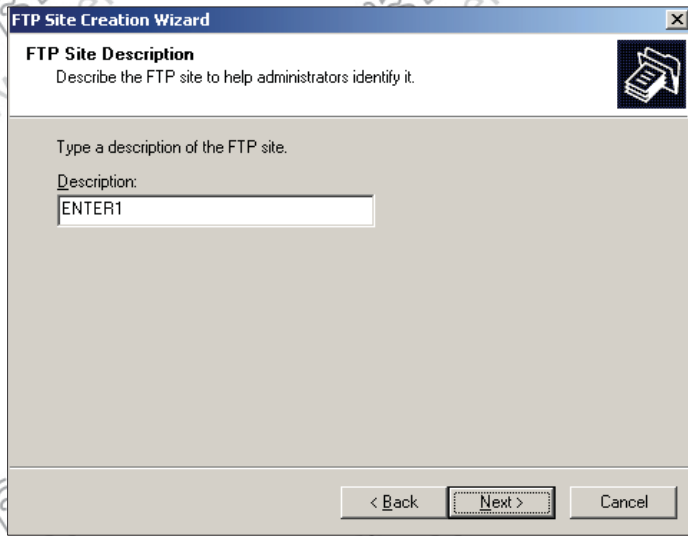 FTP Site Creation Wizard
FTP Site Description
Describe the FTP site to help administrators identify it.
Type a description of the FTP site.
Description:
ENTER1
< Back
Next >
Cancel